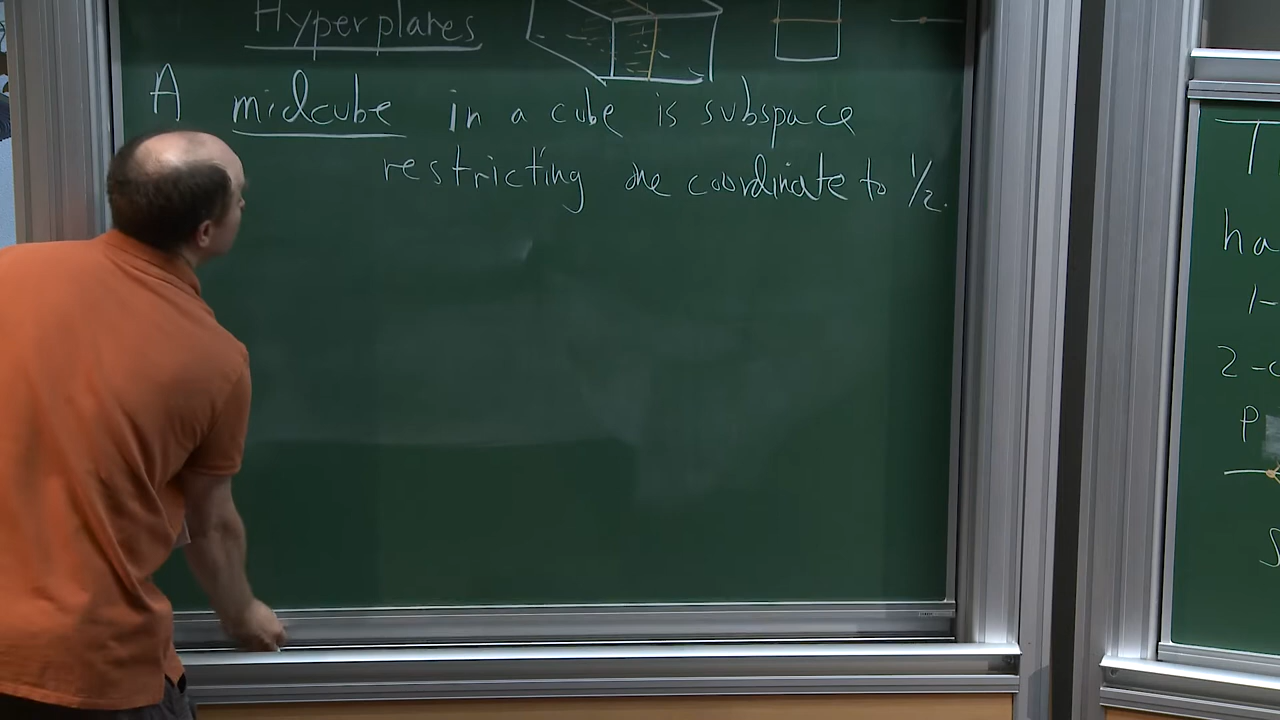 Hyperplanes
A midcube in a cube is subspace
restricting one coordinate to 1/2.
T
ha
1-
2-c
P
S